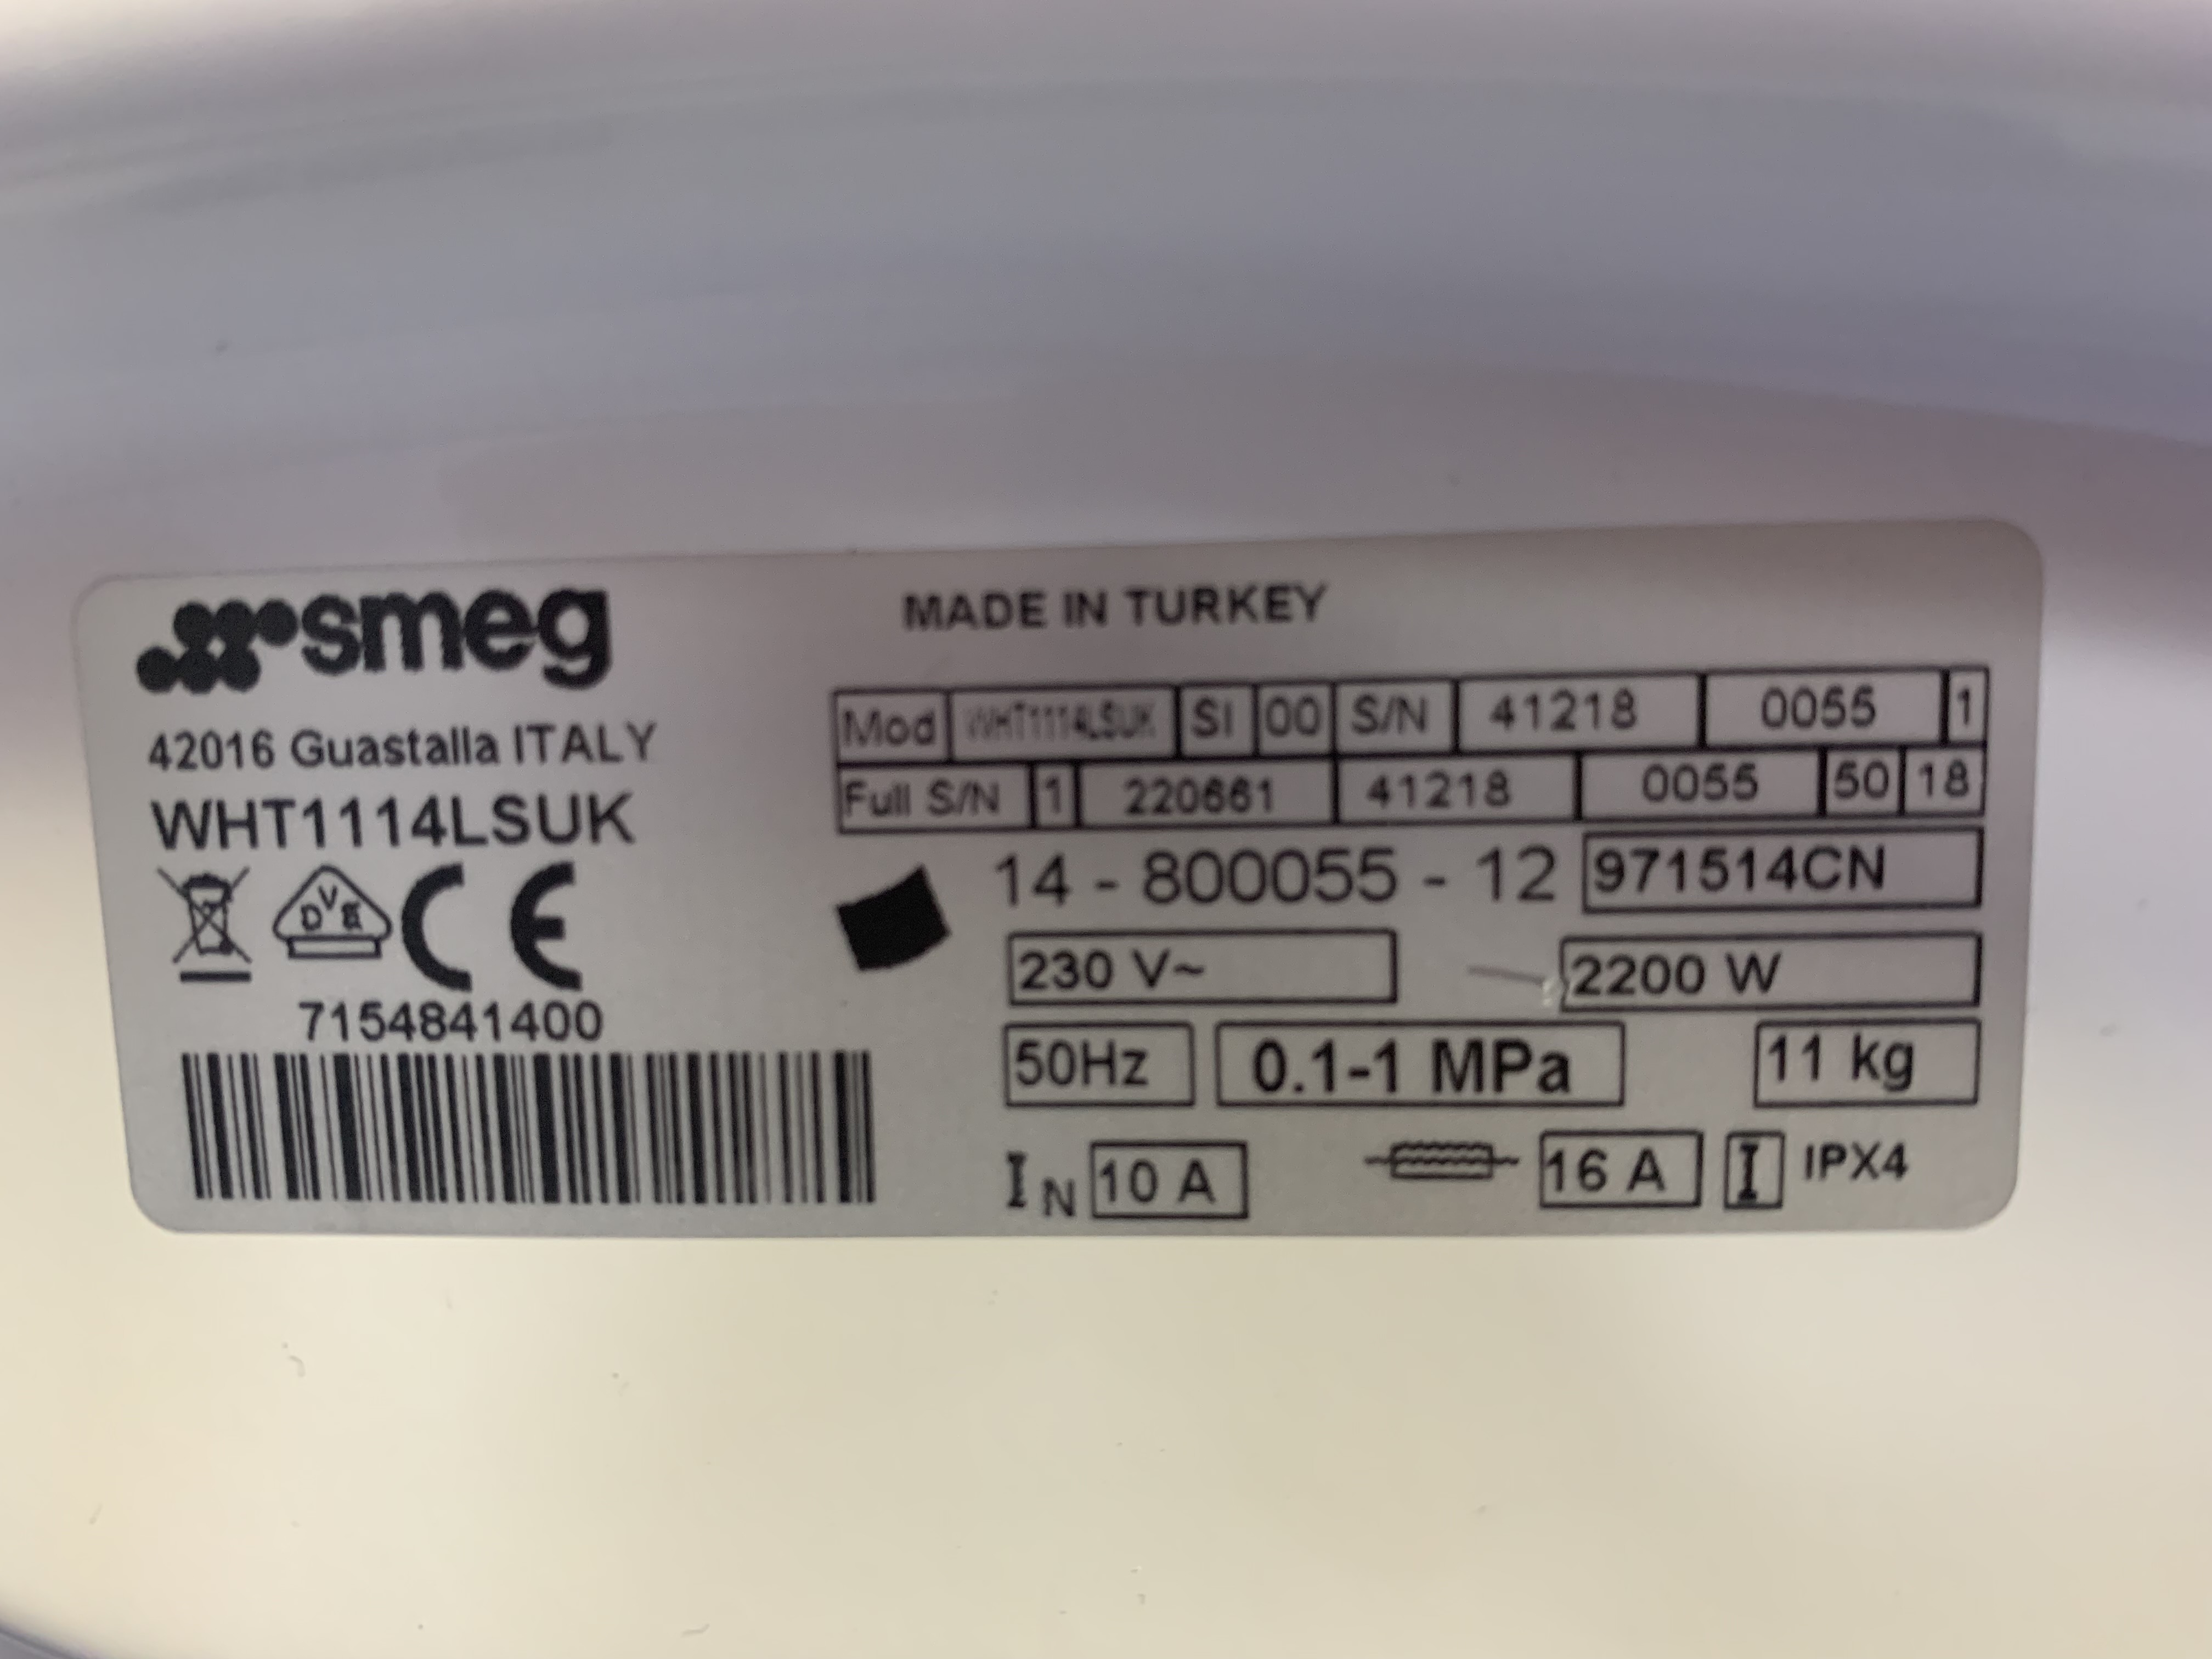 smeg
MADE IN TURKEY
42016 Guastalla ITALY
WHT1114LSUK
Mod WHT1114LSUK SI 00 S/N 41218 0055 1
Full S/N 1 220661 41218 0055 50 18
14 - 800055 - 12 971514CN
DVE
CE
230 V~ 2200 W
7154841400
50Hz 0.1-1 MPa 11 kg
IN 10 A 16 A I IPX4